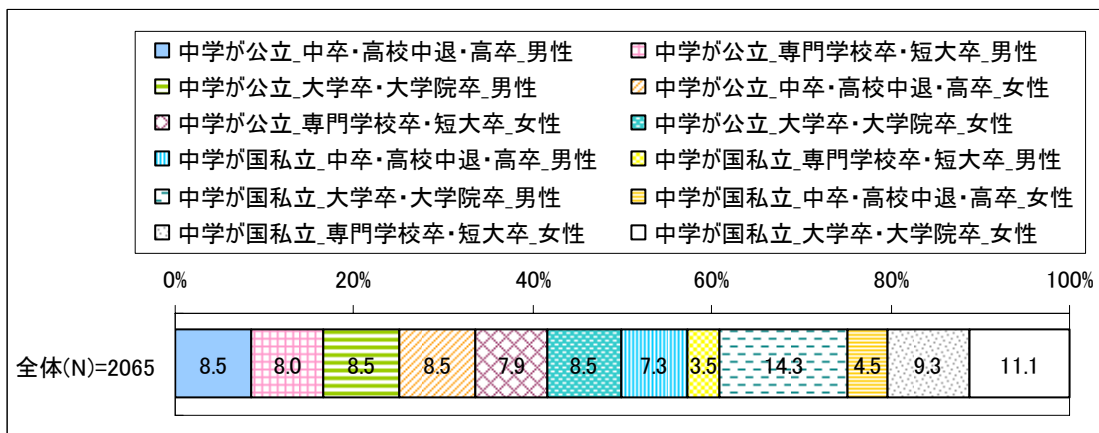 中学が公立_中卒・高校中退・高卒_男性 中学が公立_専門学校卒・短大卒_男性
中学が公立_大学卒・大学院卒_男性 中学が公立_中卒・高校中退・高卒_女性
中学が公立_専門学校卒・短大卒_女性 中学が公立_大学卒・大学院卒_女性
中学が国私立_中卒・高校中退・高卒_男性 中学が国私立_専門学校卒・短大卒_男性
中学が国私立_大学卒・大学院卒_男性 中学が国私立_中卒・高校中退・高卒_女性
中学が国私立_専門学校卒・短大卒_女性 中学が国私立_大学卒・大学院卒_女性
0% 20% 40% 60% 80% 100%
全体(N)=2065 8.5 8.0 8.5 8.5 7.9 8.5 7.3 3.5 14.3 4.5 9.3 11.1